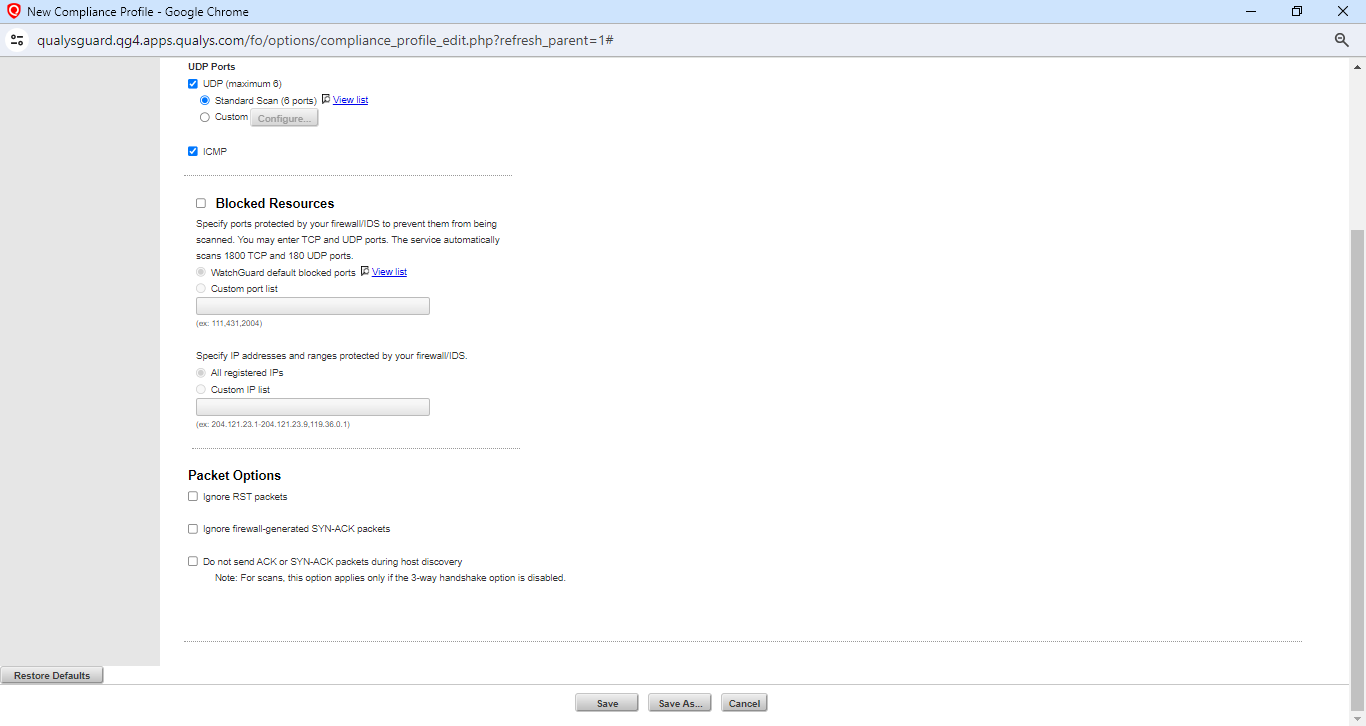 New Compliance Profile - Google Chrome
qualysguard.qg4.apps.qualys.com/fo/options/compliance_profile_edit.php?refresh_parent=1#
UDP Ports
UDP (maximum 6)
Standard Scan (6 ports) View list
Custom Configure...
ICMP
Blocked Resources
Specify ports protected by your firewall/IDS to prevent them from being
scanned. You may enter TCP and UDP ports. The service automatically
scans 1800 TCP and 180 UDP ports.
WatchGuard default blocked ports View list
Custom port list
(ex: 111,431,2004)
Specify IP addresses and ranges protected by your firewall/IDS.
All registered IPs
Custom IP list
(ex: 204.121.23.1-204.121.23.9,119.36.0.1)
Packet Options
Ignore RST packets
Ignore firewall-generated SYN-ACK packets
Do not send ACK or SYN-ACK packets during host discovery
Note: For scans, this option applies only if the 3-way handshake option is disabled.
Restore Defaults
Save Save As... Cancel